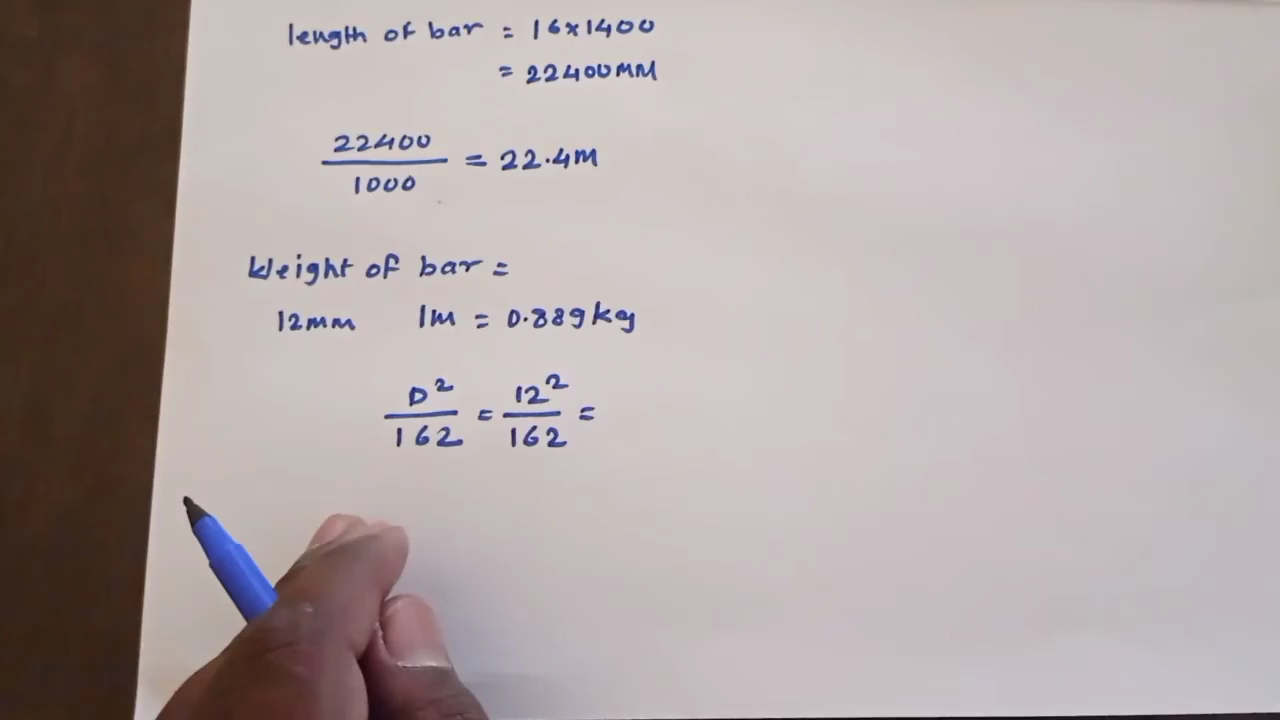 length of bar = 16x1400
= 22400MM
22400
1000
= 22.4M
Weight of bar =
12mm 1m = 0.889kg
D²/162 = 12²/162 =